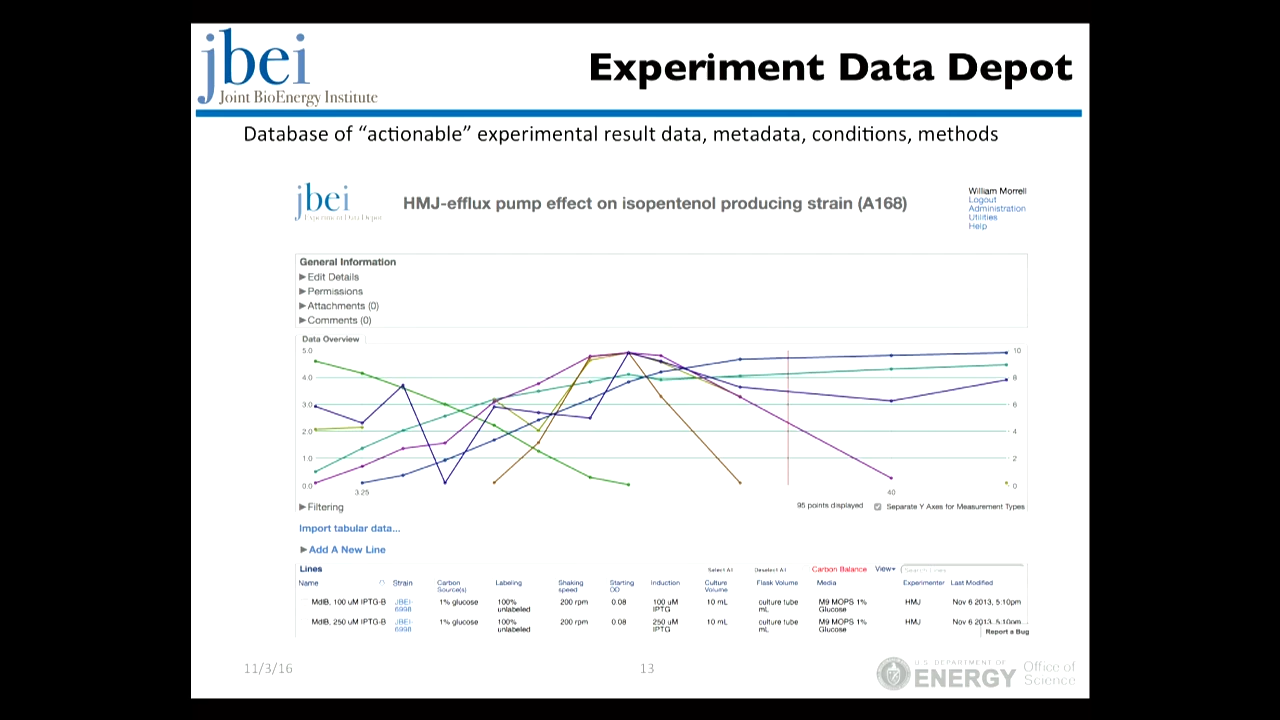 jbei
Joint BioEnergy Institute
Experiment Data Depot
Database of “actionable” experimental result data, metadata, conditions, methods
jbei
Experiment Data Depot
HMJ-efflux pump effect on isopentenol producing strain (A168)
William Morrell
Logout
Administration
Utilities
Help
General Information
▶Edit Details
▶Permissions
▶Attachments (0)
▶Comments (0)
Data Overview
5.0 10
4.0 8
3.0 6
2.0 4
1.0 2
0.0 0
3.25 40
▶Filtering
95 points displayed
Separate Y Axes for Measurement Types
Import tabular data...
▶Add A New Line
Lines Select All Deselect All Carbon Balance View▾ Search Lines
Name Strain Carbon Source(s) Labeling Shaking speed Starting OD Induction Culture Volume Flask Volume Media Experimenter Last Modified
MdlB, 100 uM IPTG-B JBEI-6998 1% glucose 100% unlabeled 200 rpm 0.08 100 uM IPTG 10 mL culture tube mL M9 MOPS 1% Glucose HMJ Nov 6 2013, 5:10pm
MdlB, 250 uM IPTG-B JBEI-6998 1% glucose 100% unlabeled 200 rpm 0.08 250 uM IPTG 10 mL culture tube mL M9 MOPS 1% Glucose HMJ Nov 6 2013, 5:10pm
Report a Bug
11/3/16
13
U.S. DEPARTMENT OF
ENERGY
Office of
Science